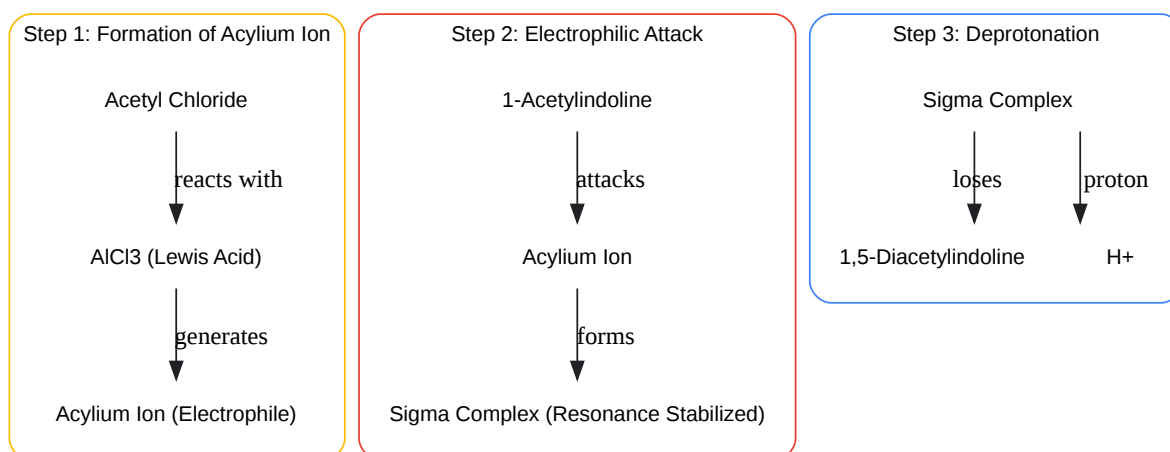 Step 1: Formation of Acylium Ion
Acetyl Chloride
reacts with
AlCl3 (Lewis Acid)
generates
Acylium Ion (Electrophile)
Step 2: Electrophilic Attack
1-Acetylindoline
attacks
Acylium Ion
forms
Sigma Complex (Resonance Stabilized)
Step 3: Deprotonation
Sigma Complex
loses
proton
1,5-Diacetylindoline
H+